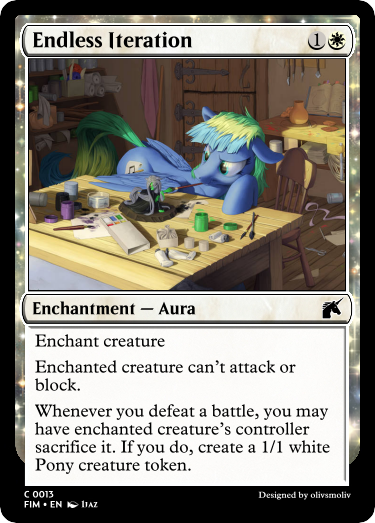 Endless Iteration 1
Enchantment — Aura
Enchant creature
Enchanted creature can't attack or
block.
Whenever you defeat a battle, you may
have enchanted creature's controller
sacrifice it. If you do, create a 1/1 white
Pony creature token.
C 0013
FIM • EN IJAZ
Designed by olivsmoliv